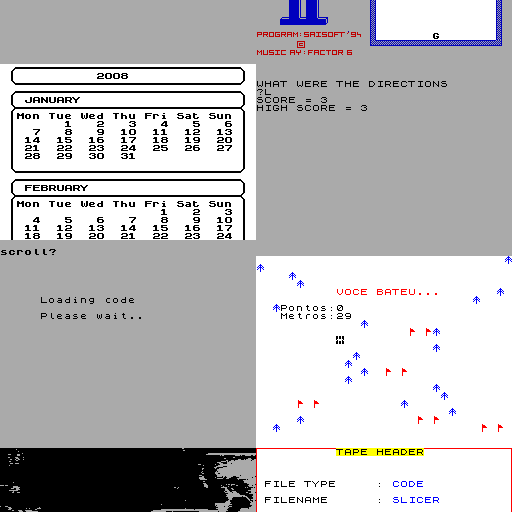 PROGRAM: SAISOFT'94
©
MUSIC AY: FACTOR 6
G
2008
JANUARY
Mon Tue Wed Thu Fri Sat Sun
1 2 3 4 5 6
7 8 9 10 11 12 13
14 15 16 17 18 19 20
21 22 23 24 25 26 27
28 29 30 31
FEBRUARY
Mon Tue Wed Thu Fri Sat Sun
1 2 3
4 5 6 7 8 9 10
11 12 13 14 15 16 17
18 19 20 21 22 23 24
scroll?
WHAT WERE THE DIRECTIONS
?L
SCORE = 3
HIGH SCORE = 3
Loading code
Please wait..
VOCE BATEU...
Pontos:0
Metros:29
TAPE HEADER
FILE TYPE : CODE
FILENAME : SLICER